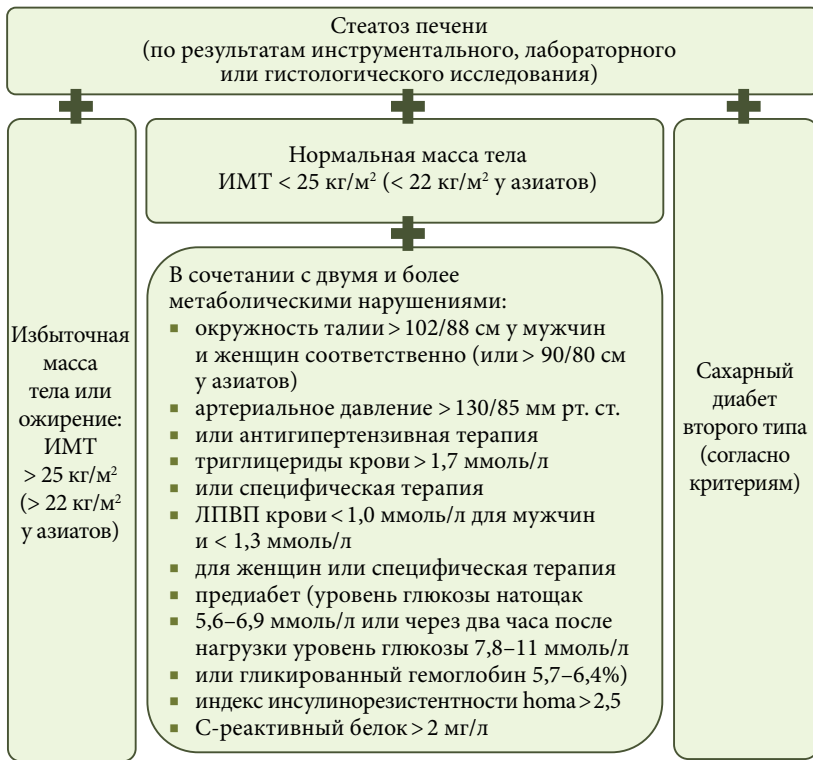 Стеатоз печени
(по результатам инструментального, лабораторного
или гистологического исследования)
Избыточная
масса
тела или
ожирение:
ИМТ
> 25 кг/м²
(> 22 кг/м²
у азиатов)
Нормальная масса тела
ИМТ < 25 кг/м² (< 22 кг/м² у азиатов)
В сочетании с двумя и более
метаболическими нарушениями:
▪ окружность талии > 102/88 см у мужчин
и женщин соответственно (или > 90/80 см
у азиатов)
▪ артериальное давление > 130/85 мм рт. ст.
▪ или антигипертензивная терапия
▪ триглицериды крови > 1,7 ммоль/л
▪ или специфическая терапия
▪ ЛПВП крови < 1,0 ммоль/л для мужчин
и < 1,3 ммоль/л
▪ для женщин или специфическая терапия
▪ предиабет (уровень глюкозы натощак
▪ 5,6–6,9 ммоль/л или через два часа после
нагрузки уровень глюкозы 7,8–11 ммоль/л
▪ или гликированный гемоглобин 5,7–6,4%)
▪ индекс инсулинорезистентности homa > 2,5
▪ С-реактивный белок > 2 мг/л
Сахарный
диабет
второго типа
(согласно
критериям)